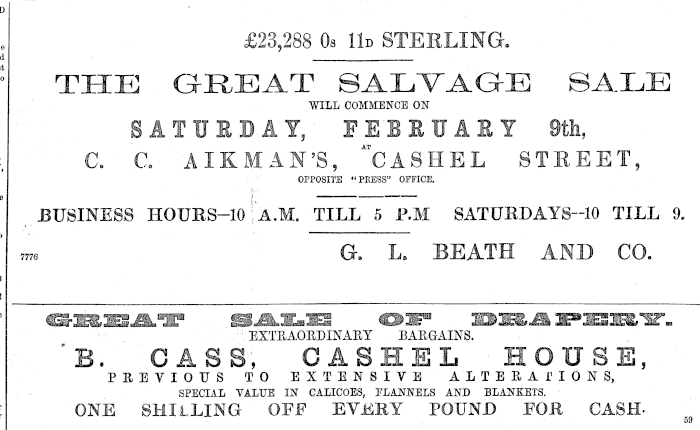 £23,288 0s 11D STERLING.
THE GREAT SALVAGE SALE
WILL COMMENCE ON
SATURDAY, FEBRUARY 9th,
AT
C. C. AIKMAN'S, CASHEL STREET,
OPPOSITE "PRESS" OFFICE.
BUSINESS HOURS—10 A.M. TILL 5 P.M SATURDAYS--10 TILL 9.
7776 G. L. BEATH AND CO.
GREAT SALE OF DRAPERY.
EXTRAORDINARY BARGAINS.
B. CASS, CASHEL HOUSE,
PREVIOUS TO EXTENSIVE ALTERATIONS,
SPECIAL VALUE IN CALICOES, FLANNELS AND BLANKETS.
ONE SHILLING OFF EVERY POUND FOR CASH.
59